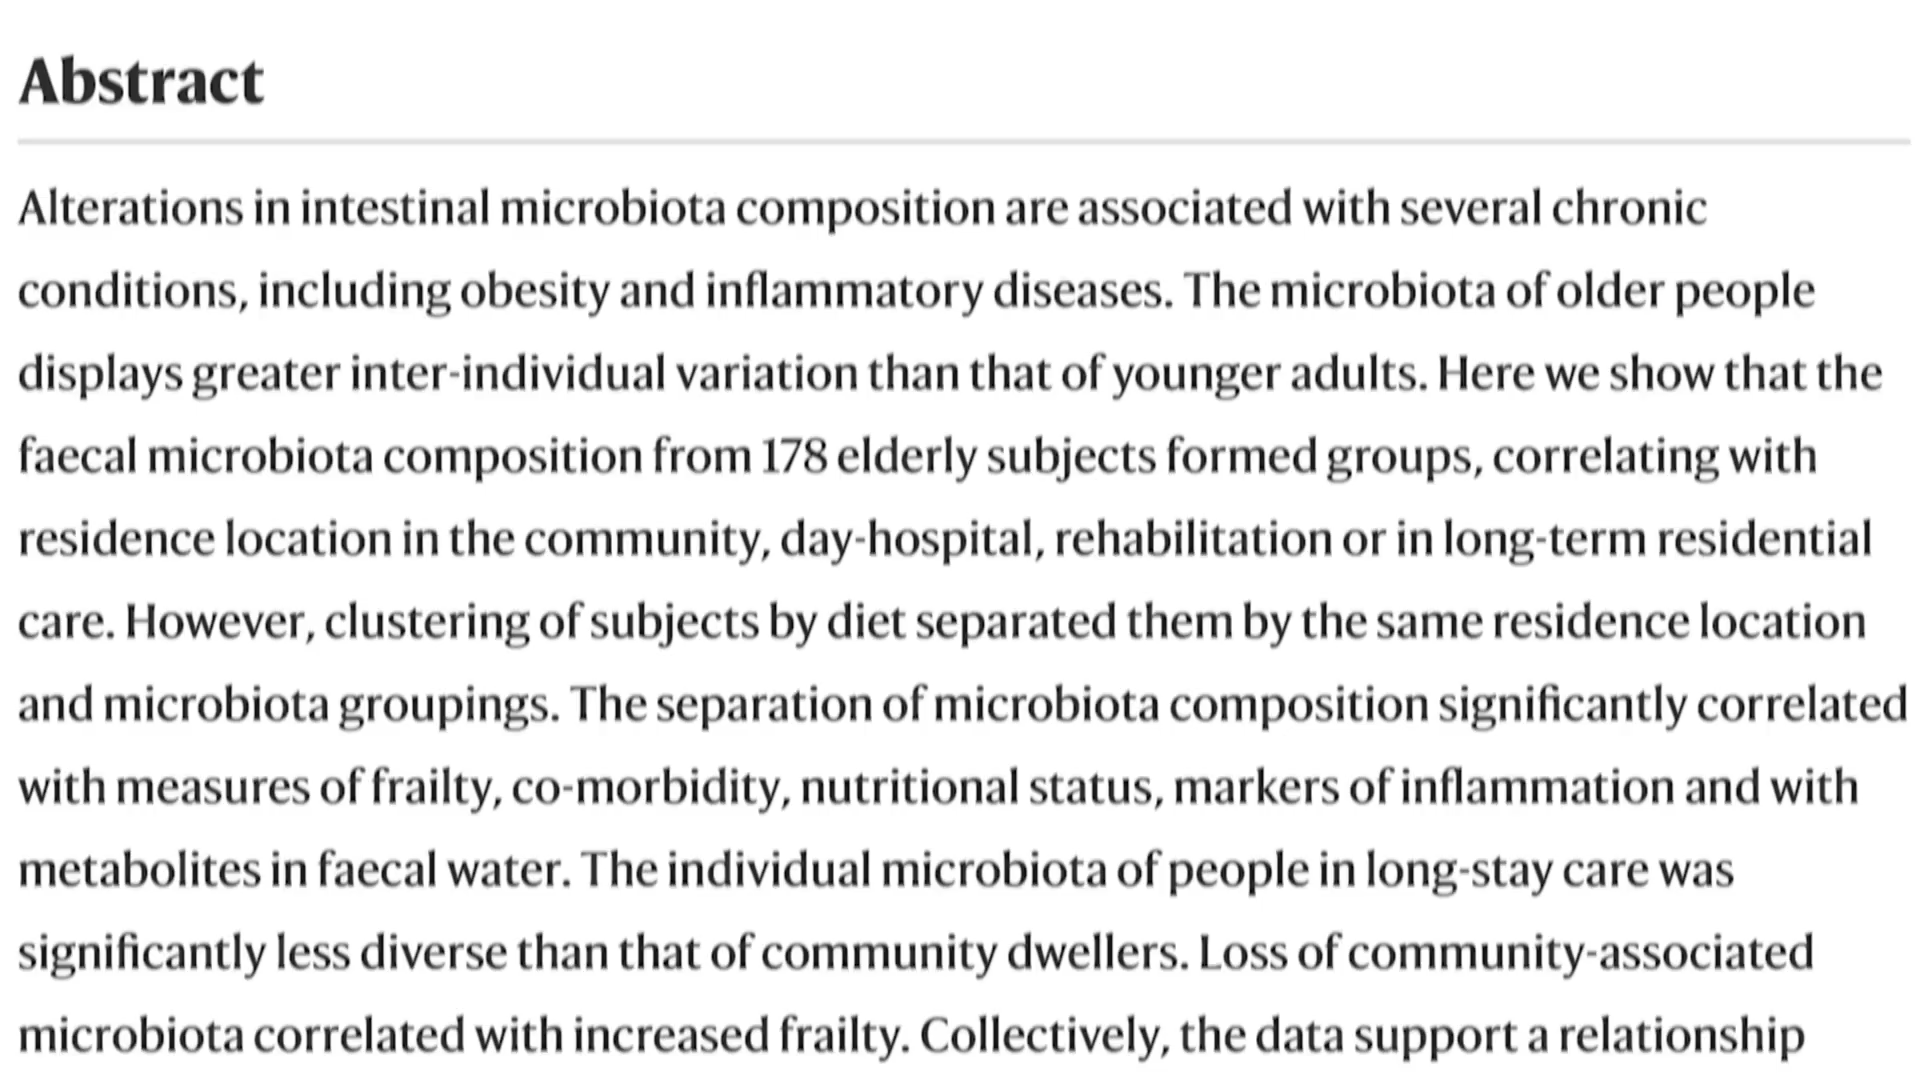 Abstract
Alterations in intestinal microbiota composition are associated with several chronic
conditions, including obesity and inflammatory diseases. The microbiota of older people
displays greater inter-individual variation than that of younger adults. Here we show that the
faecal microbiota composition from 178 elderly subjects formed groups, correlating with
residence location in the community, day-hospital, rehabilitation or in long-term residential
care. However, clustering of subjects by diet separated them by the same residence location
and microbiota groupings. The separation of microbiota composition significantly correlated
with measures of frailty, co-morbidity, nutritional status, markers of inflammation and with
metabolites in faecal water. The individual microbiota of people in long-stay care was
significantly less diverse than that of community dwellers. Loss of community-associated
microbiota correlated with increased frailty. Collectively, the data support a relationship